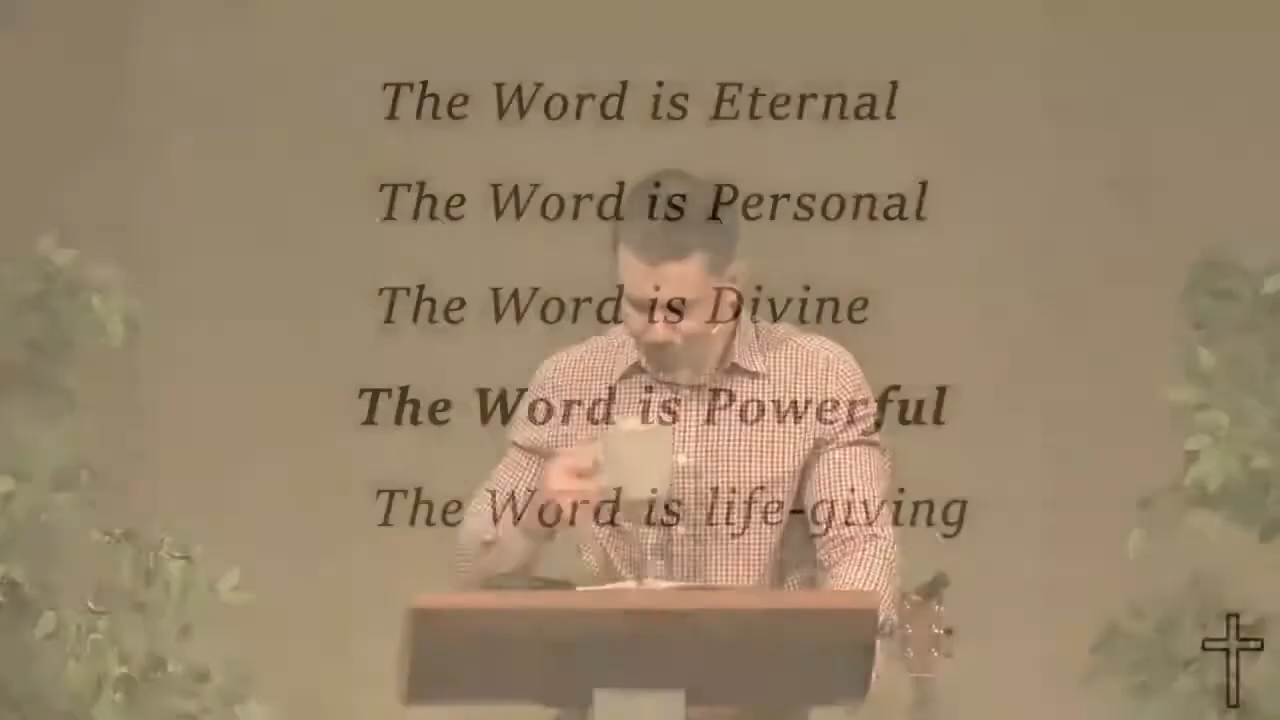 The Word is Eternal
The Word is Personal
The Word is Divine
The Word is Powerful
The Word is life-giving